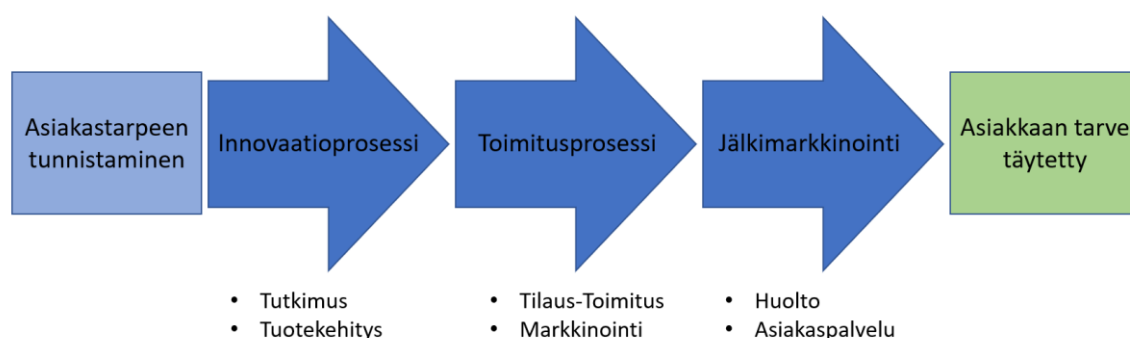 Asiakastarpeen
tunnistaminen
Innovaatioprosessi
Toimitusprosessi
Jälkimarkkinointi
Asiakkaan tarve
täytetty
• Tutkimus
• Tuotekehitys
• Tilaus-Toimitus
• Markkinointi
• Huolto
• Asiakaspalvelu